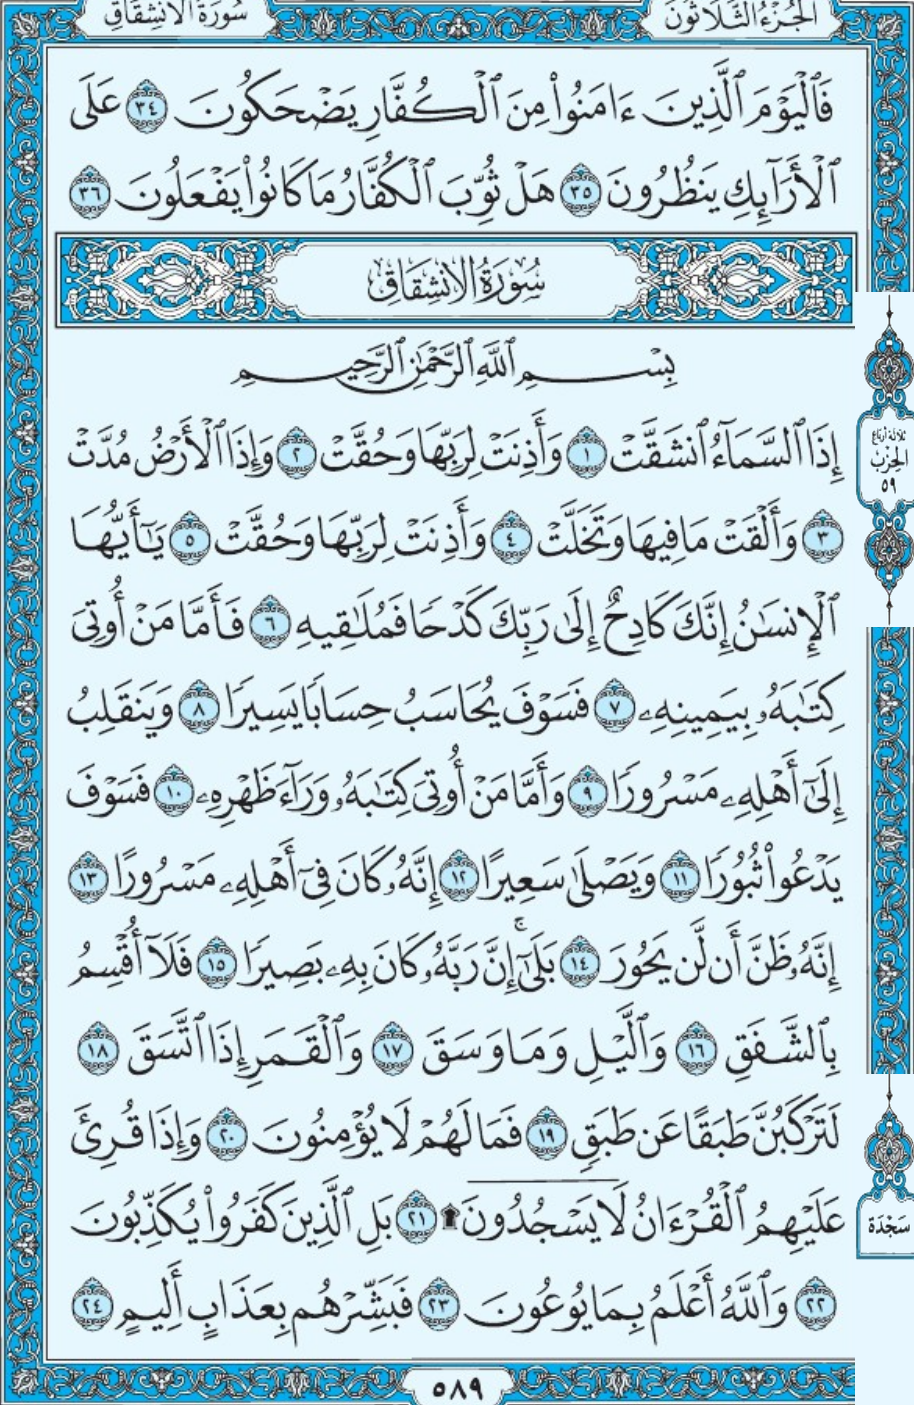 الجُزْءُ الثَّلَاثُونَ
سُورَةُ الانشِقَاقِ
فَٱلْيَوْمَ ٱلَّذِينَ ءَامَنُوا۟ مِنَ ٱلْكُفَّارِ يَضْحَكُونَ ٣٤ عَلَى
ٱلْأَرَآئِكِ يَنظُرُونَ ٣٥ هَلْ ثُوِّبَ ٱلْكُفَّارُ مَا كَانُوا۟ يَفْعَلُونَ ٣٦
سُورَةُ الانشِقَاقِ
بِسْمِ ٱللَّهِ ٱلرَّحْمَٰنِ ٱلرَّحِيمِ
إِذَا ٱلسَّمَآءُ ٱنشَقَّتْ ١ وَأَذِنَتْ لِرَبِّهَا وَحُقَّتْ ٢ وَإِذَا ٱلْأَرْضُ مُدَّتْ
٣ وَأَلْقَتْ مَا فِيهَا وَتَخَلَّتْ ٤ وَأَذِنَتْ لِرَبِّهَا وَحُقَّتْ ٥ يَٰٓأَيُّهَا
ٱلْإِنسَٰنُ إِنَّكَ كَادِحٌ إِلَىٰ رَبِّكَ كَدْحًا فَمُلَٰقِيهِ ٦ فَأَمَّا مَنْ أُوتِىَ
كِتَٰبَهُۥ بِيَمِينِهِۦ ٧ فَسَوْفَ يُحَاسَبُ حِسَابًا يَسِيرًا ٨ وَيَنقَلِبُ
إِلَىٰٓ أَهْلِهِۦ مَسْرُورًا ٩ وَأَمَّا مَنْ أُوتِىَ كِتَٰبَهُۥ وَرَآءَ ظَهْرِهِۦ ١٠ فَسَوْفَ
يَدْعُوا۟ ثُبُورًا ١١ وَيَصْلَىٰ سَعِيرًا ١٢ إِنَّهُۥ كَانَ فِىٓ أَهْلِهِۦ مَسْرُورًا ١٣
إِنَّهُۥ ظَنَّ أَن لَّن يَحُورَ ١٤ بَلَىٰٓۚ إِنَّ رَبَّهُۥ كَانَ بِهِۦ بَصِيرًا ١٥ فَلَآ أُقْسِمُ
بِٱلشَّفَقِ ١٦ وَٱلَّيْلِ وَمَا وَسَقَ ١٧ وَٱلْقَمَرِ إِذَا ٱتَّسَقَ ١٨
لَتَرْكَبُنَّ طَبَقًا عَن طَبَقٍ ١٩ فَمَا لَهُمْ لَا يُؤْمِنُونَ ٢٠ وَإِذَا قُرِئَ
عَلَيْهِمُ ٱلْقُرْءَانُ لَا يَسْجُدُونَ ۩ ٢١ بَلِ ٱلَّذِينَ كَفَرُوا۟ يُكَذِّبُونَ
٢٢ وَٱللَّهُ أَعْلَمُ بِمَا يُوعُونَ ٢٣ فَبَشِّرْهُم بِعَذَابٍ أَلِيمٍ ٢٤
ثلاثة أرباع
الحِزْب
٥٩
سَجْدَة
٥٨٩